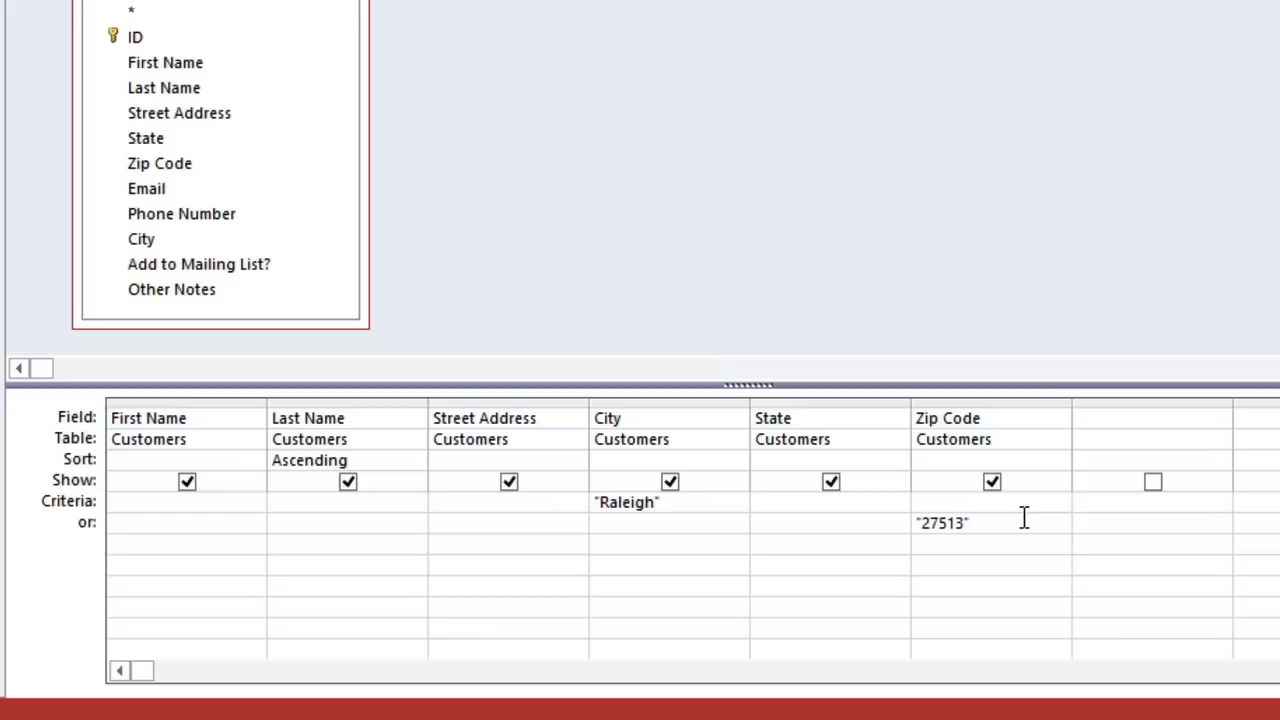 *
ID
First Name
Last Name
Street Address
State
Zip Code
Email
Phone Number
City
Add to Mailing List?
Other Notes
Field: First Name Last Name Street Address City State Zip Code
Table: Customers Customers Customers Customers Customers Customers
Sort: Ascending
Show:
Criteria: "Raleigh"
or: "27513"